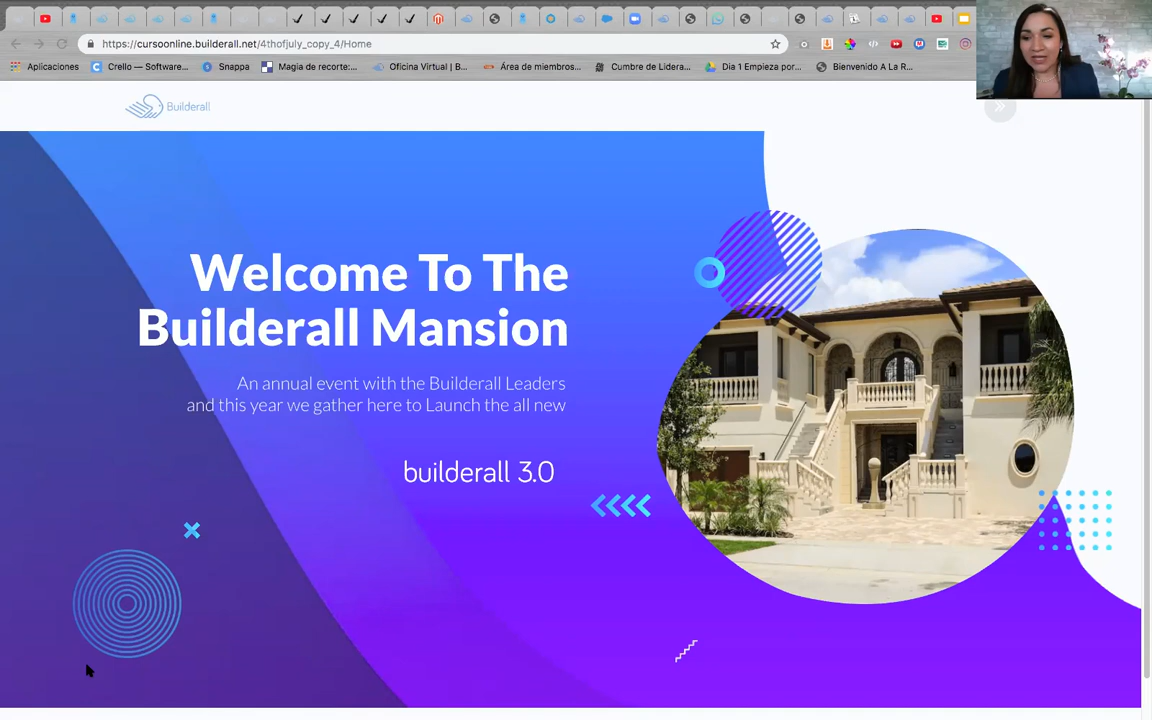 https://cursoonline.builderall.net/4thofjuly_copy_4/Home
Aplicaciones
Crello — Software...
Snappa
Magia de recorte:...
Oficina Virtual | B...
Área de miembros...
Cumbre de Lidera...
Dia 1 Empieza por...
Bienvenido A La R...
Builderall
Welcome To The
Builderall Mansion
An annual event with the Builderall Leaders
and this year we gather here to Launch the all new
builderall 3.0